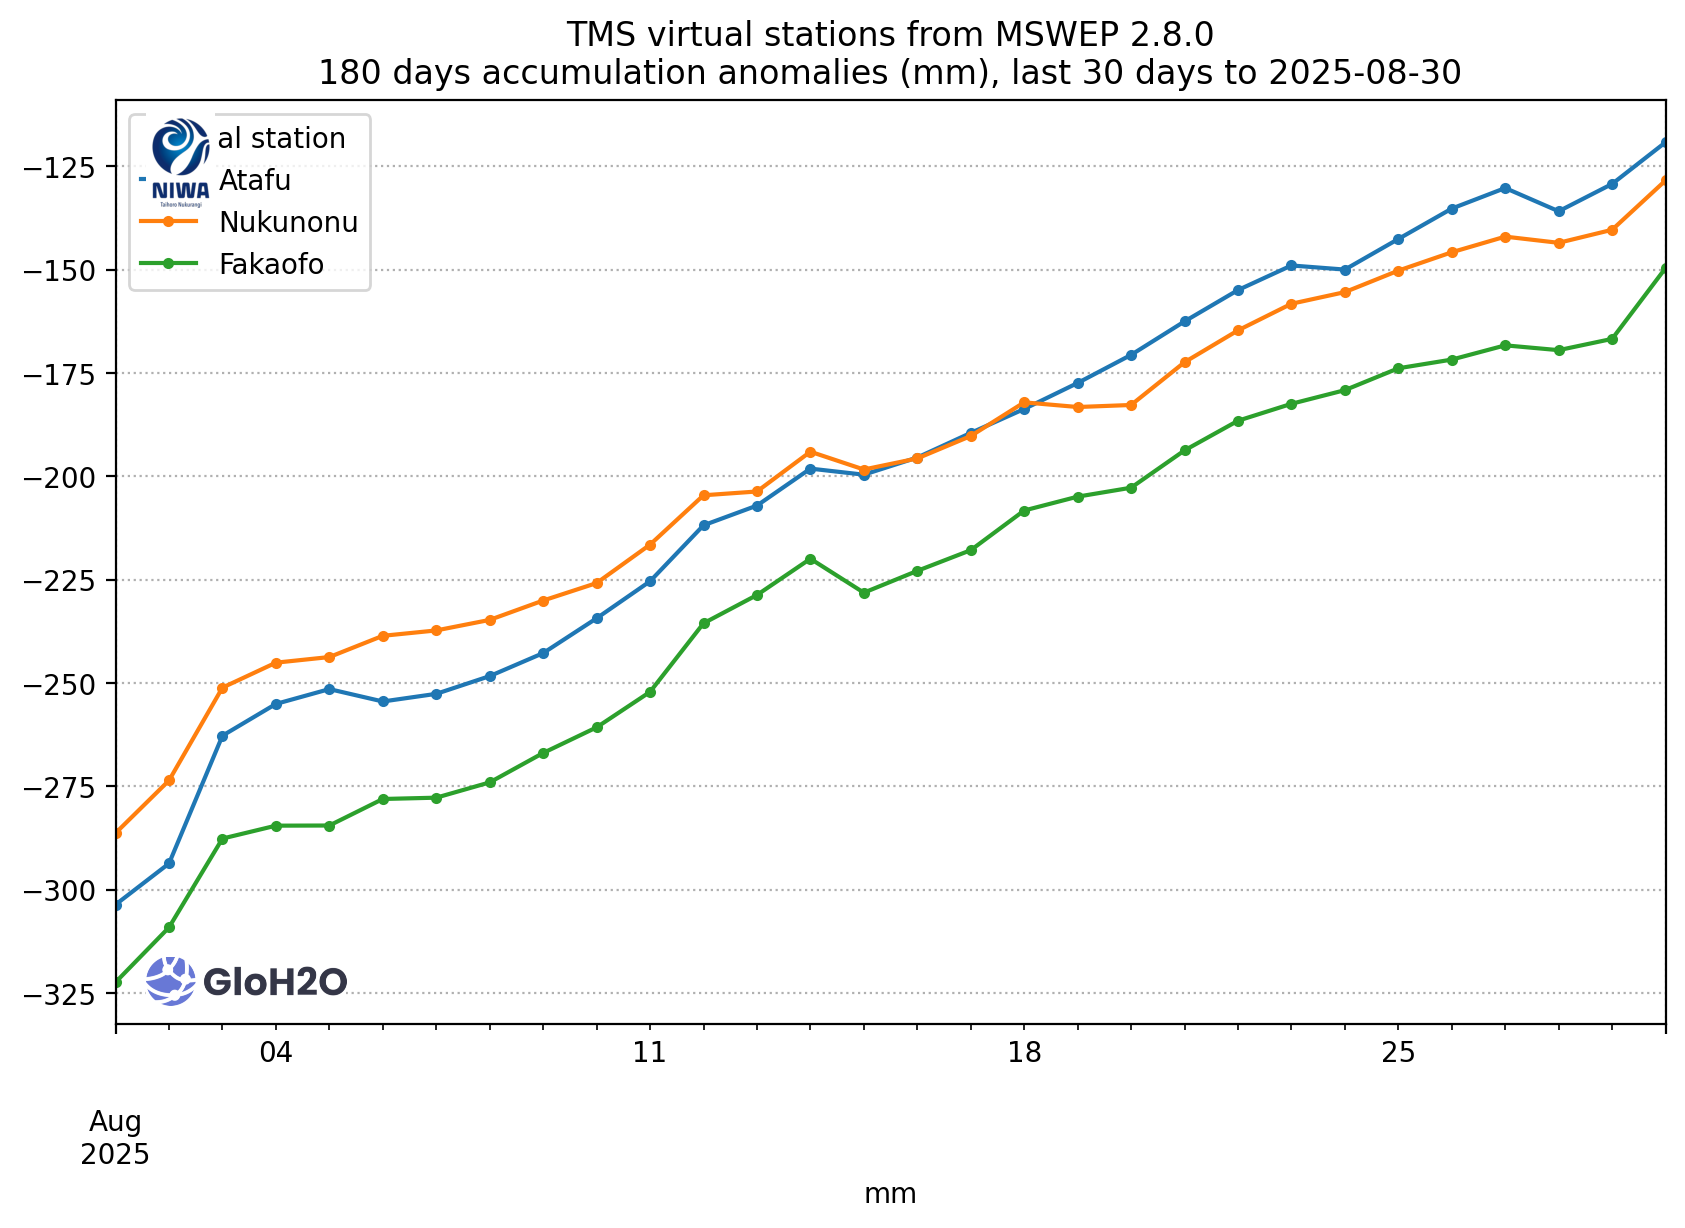 TMS virtual stations from MSWEP 2.8.0
180 days accumulation anomalies (mm), last 30 days to 2025-08-30
−125
−150
−175
−200
−225
−250
−275
−300
−325
al station
NIWA
Taihoro Nukurangi
Atafu
Nukunonu
Fakaofo
GloH2O
04
11
18
25
Aug
2025
mm